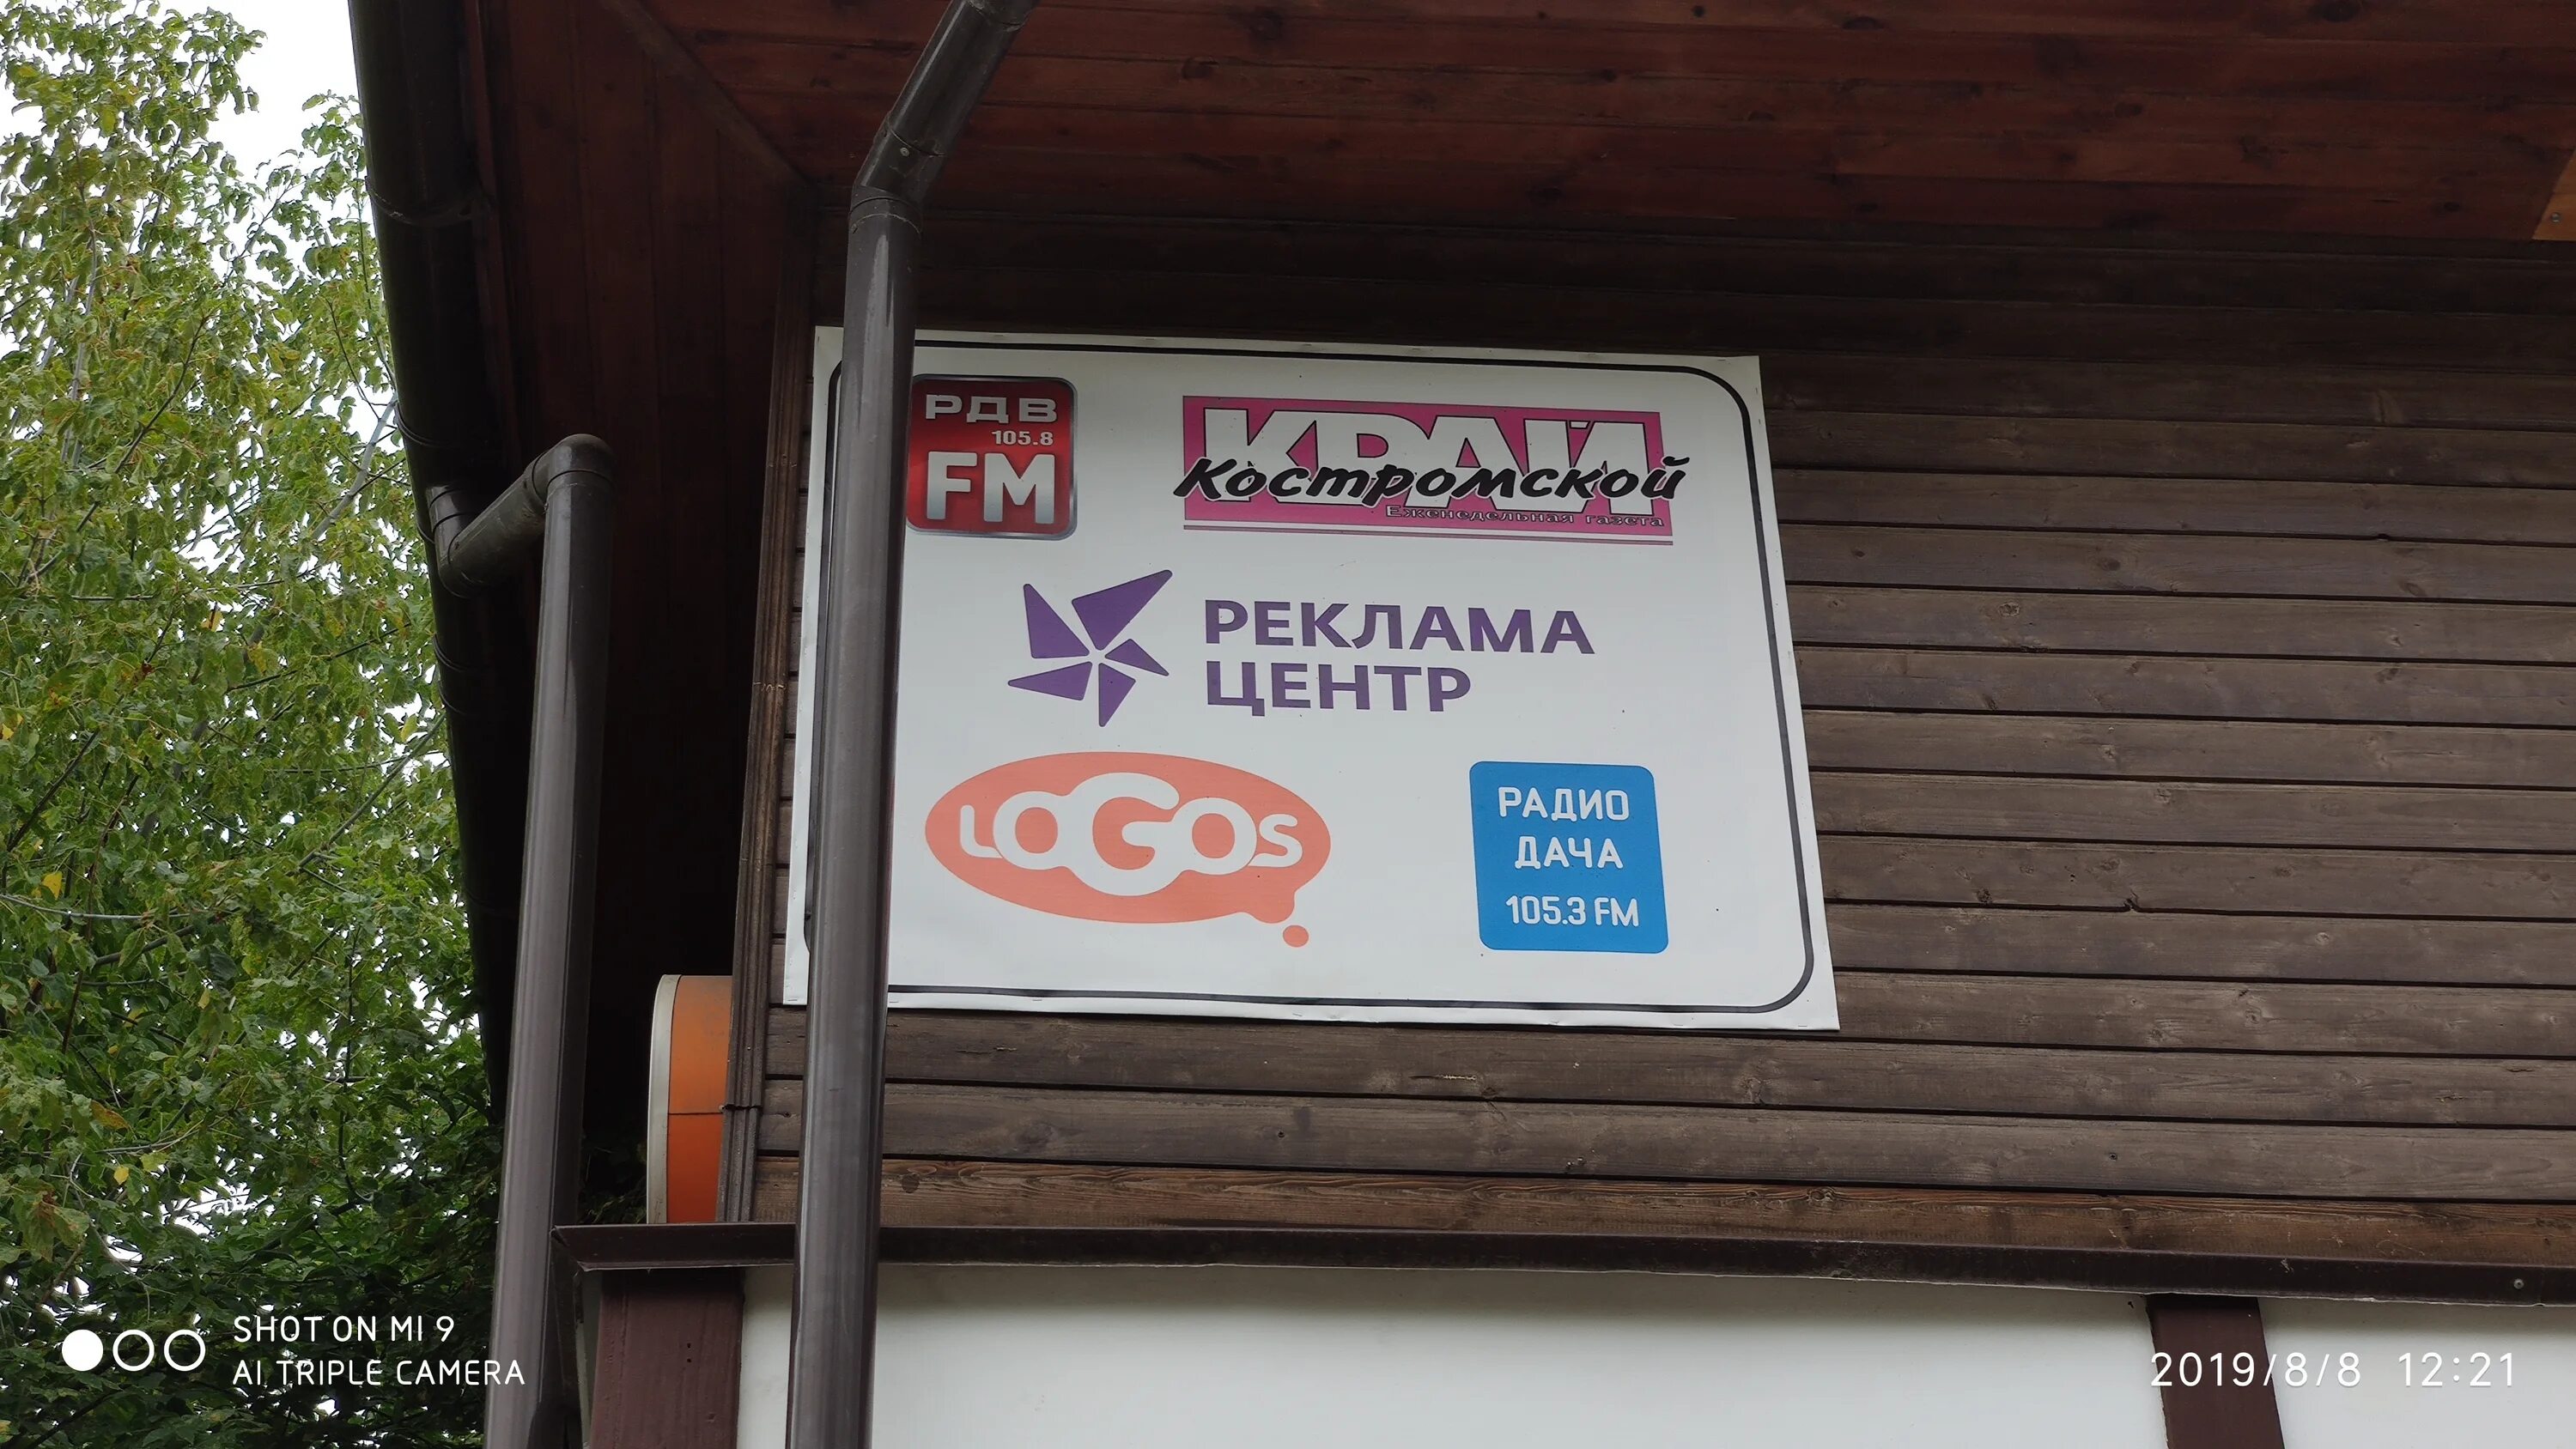 РДВ
105.8
FM
КРАЙ
Костромской
Еженедельная газета
РЕКЛАМА
ЦЕНТР
LOGOS
РАДИО
ДАЧА
105.3 FM
SHOT ON MI 9
AI TRIPLE CAMERA
2019/8/8 12:21